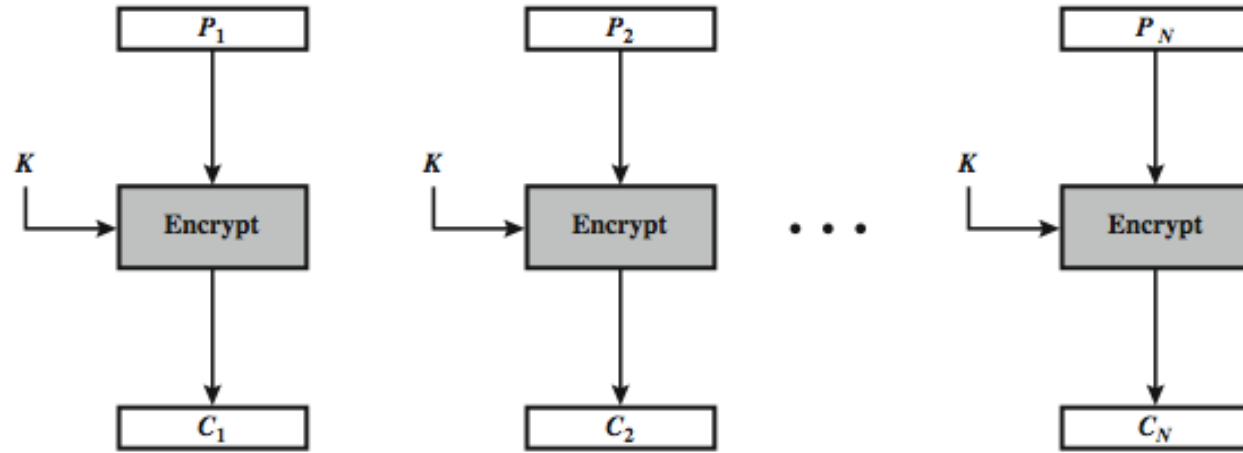 P1 P2 PN
K K K
Encrypt Encrypt • • • Encrypt
C1 C2 CN